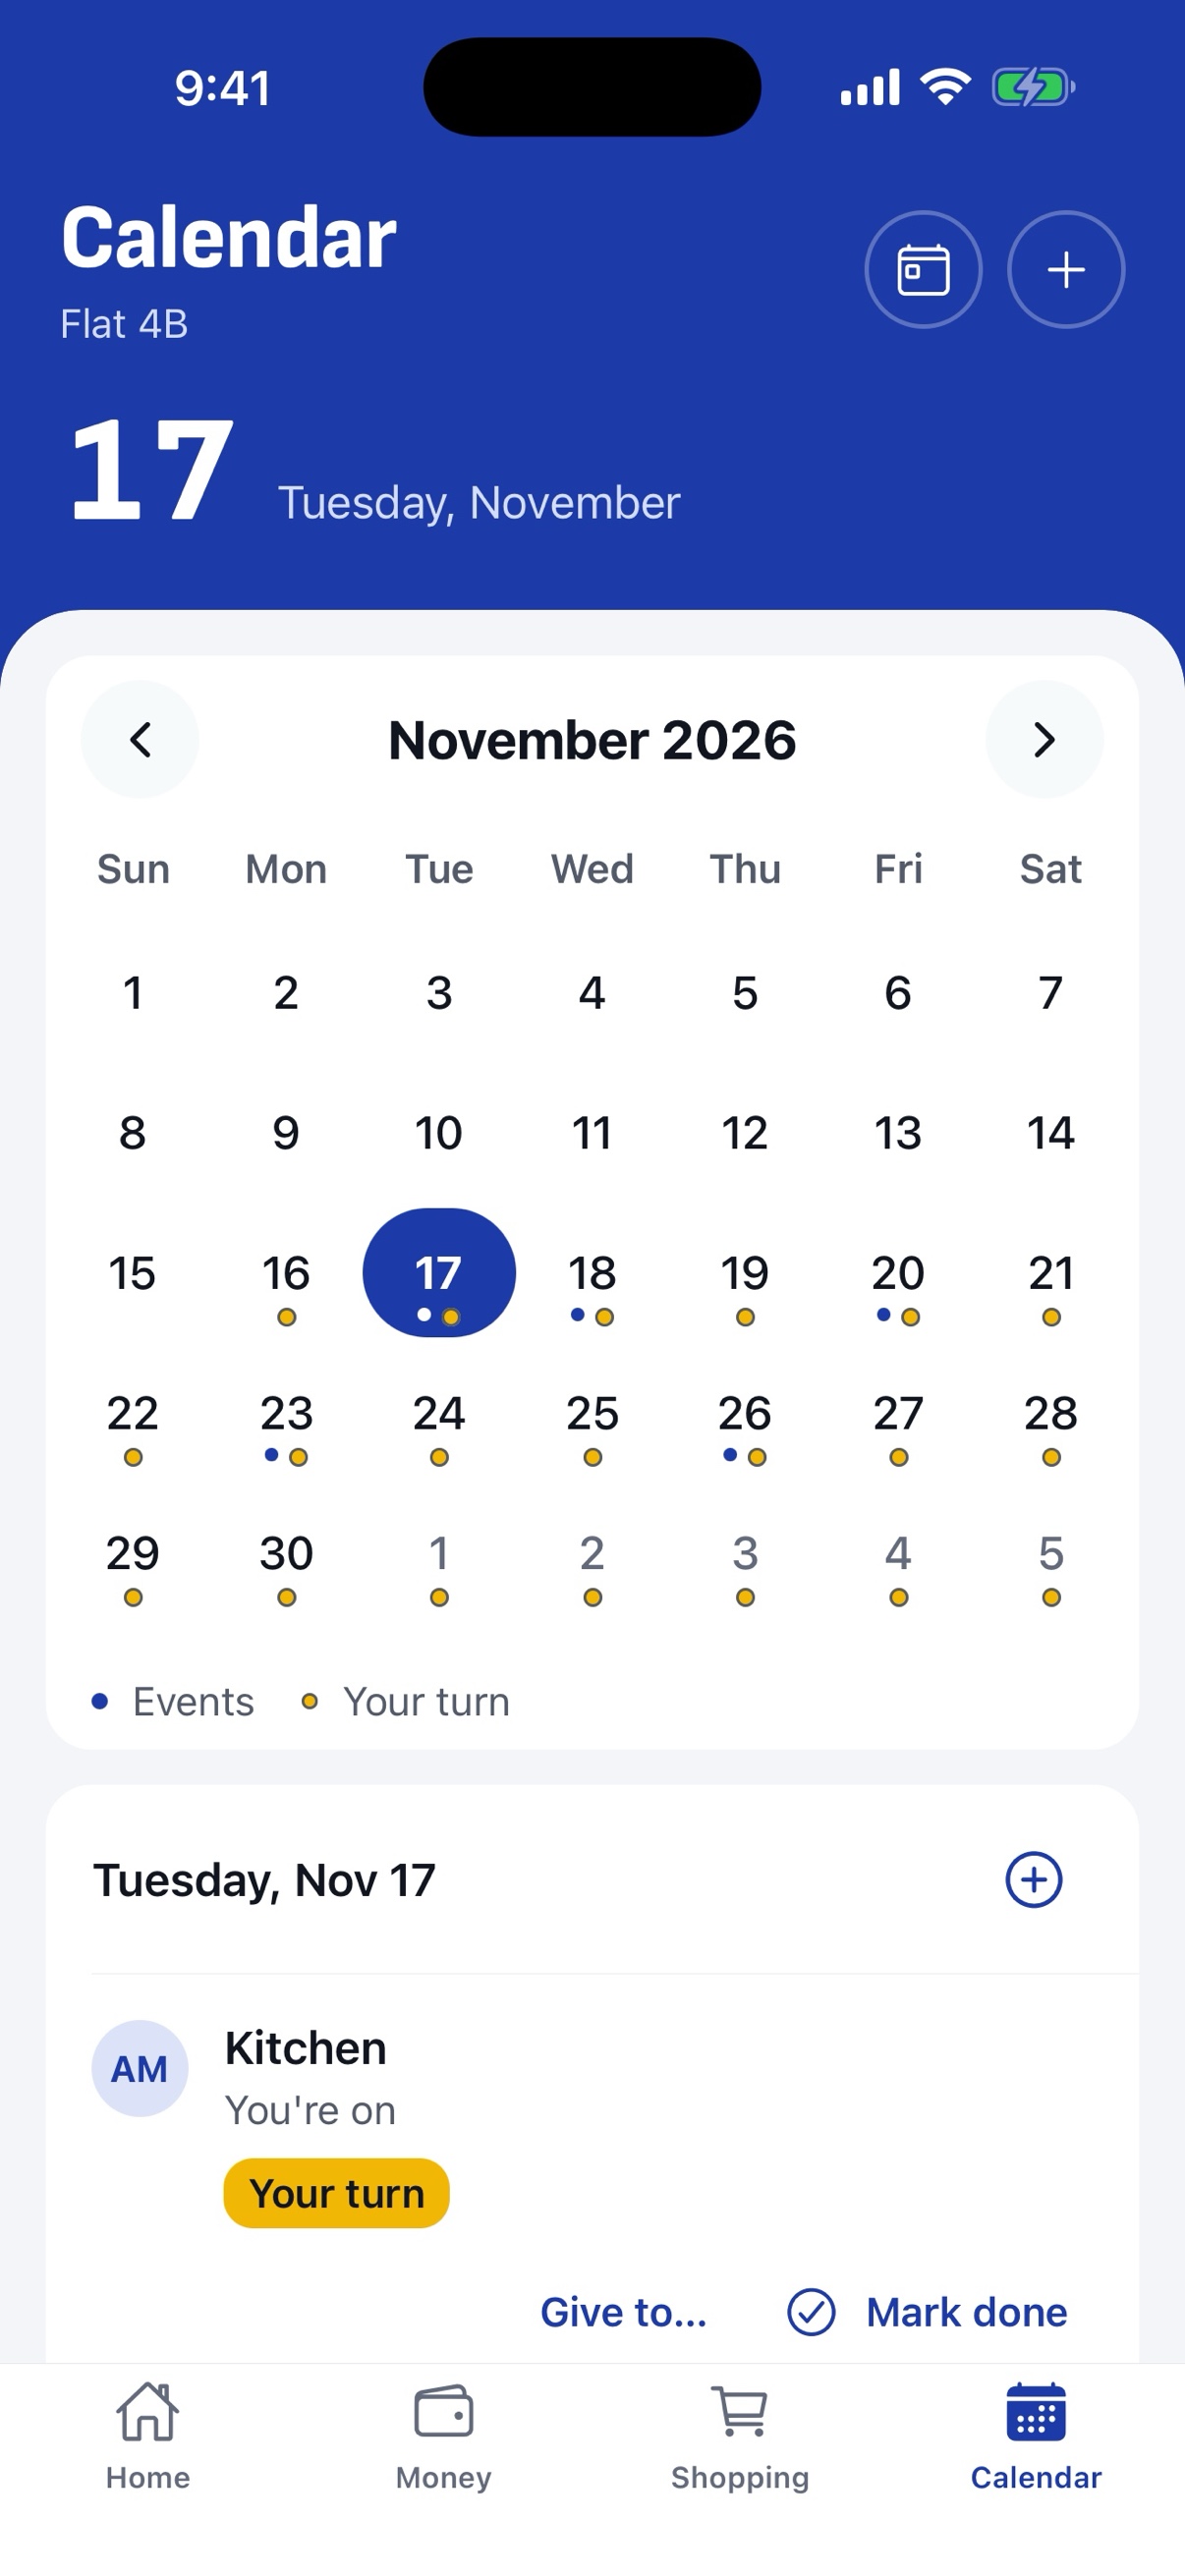 9:41
Calendar
Flat 4B
17 Tuesday, November
November 2026
Sun Mon Tue Wed Thu Fri Sat
1 2 3 4 5 6 7
8 9 10 11 12 13 14
15 16 17 18 19 20 21
22 23 24 25 26 27 28
29 30 1 2 3 4 5
Events Your turn
Tuesday, Nov 17
AM Kitchen
You're on
Your turn
Give to... Mark done
Home Money Shopping Calendar